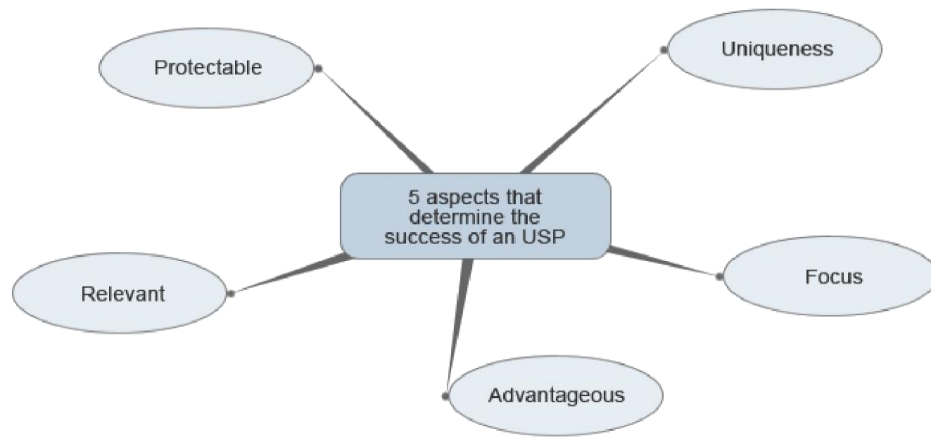 Protectable
Uniqueness
5 aspects that
determine the
success of an USP
Relevant
Focus
Advantageous